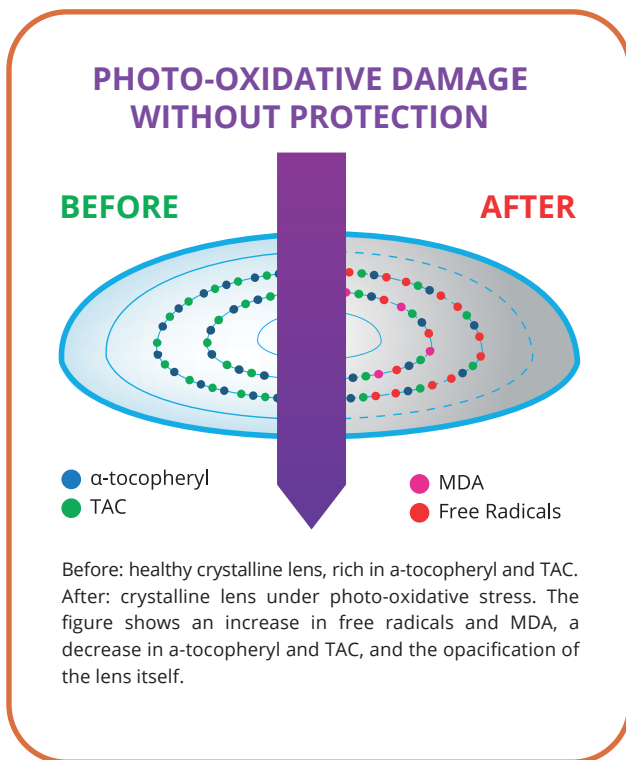 PHOTO-OXIDATIVE DAMAGE
WITHOUT PROTECTION
BEFORE
AFTER
α-tocopheryl
TAC
MDA
Free Radicals
Before: healthy crystalline lens, rich in a-tocopheryl and TAC.
After: crystalline lens under photo-oxidative stress. The
figure shows an increase in free radicals and MDA, a
decrease in a-tocopheryl and TAC, and the opacification of
the lens itself.